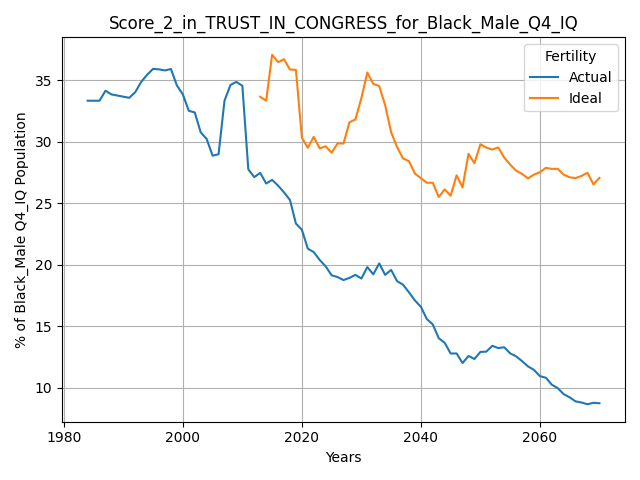 Score_2_in_TRUST_IN_CONGRESS_for_Black_Male_Q4_IQ
Fertility
Actual
Ideal
% of Black_Male Q4_IQ Population
35
30
25
20
15
10
1980 2000 2020 2040 2060
Years